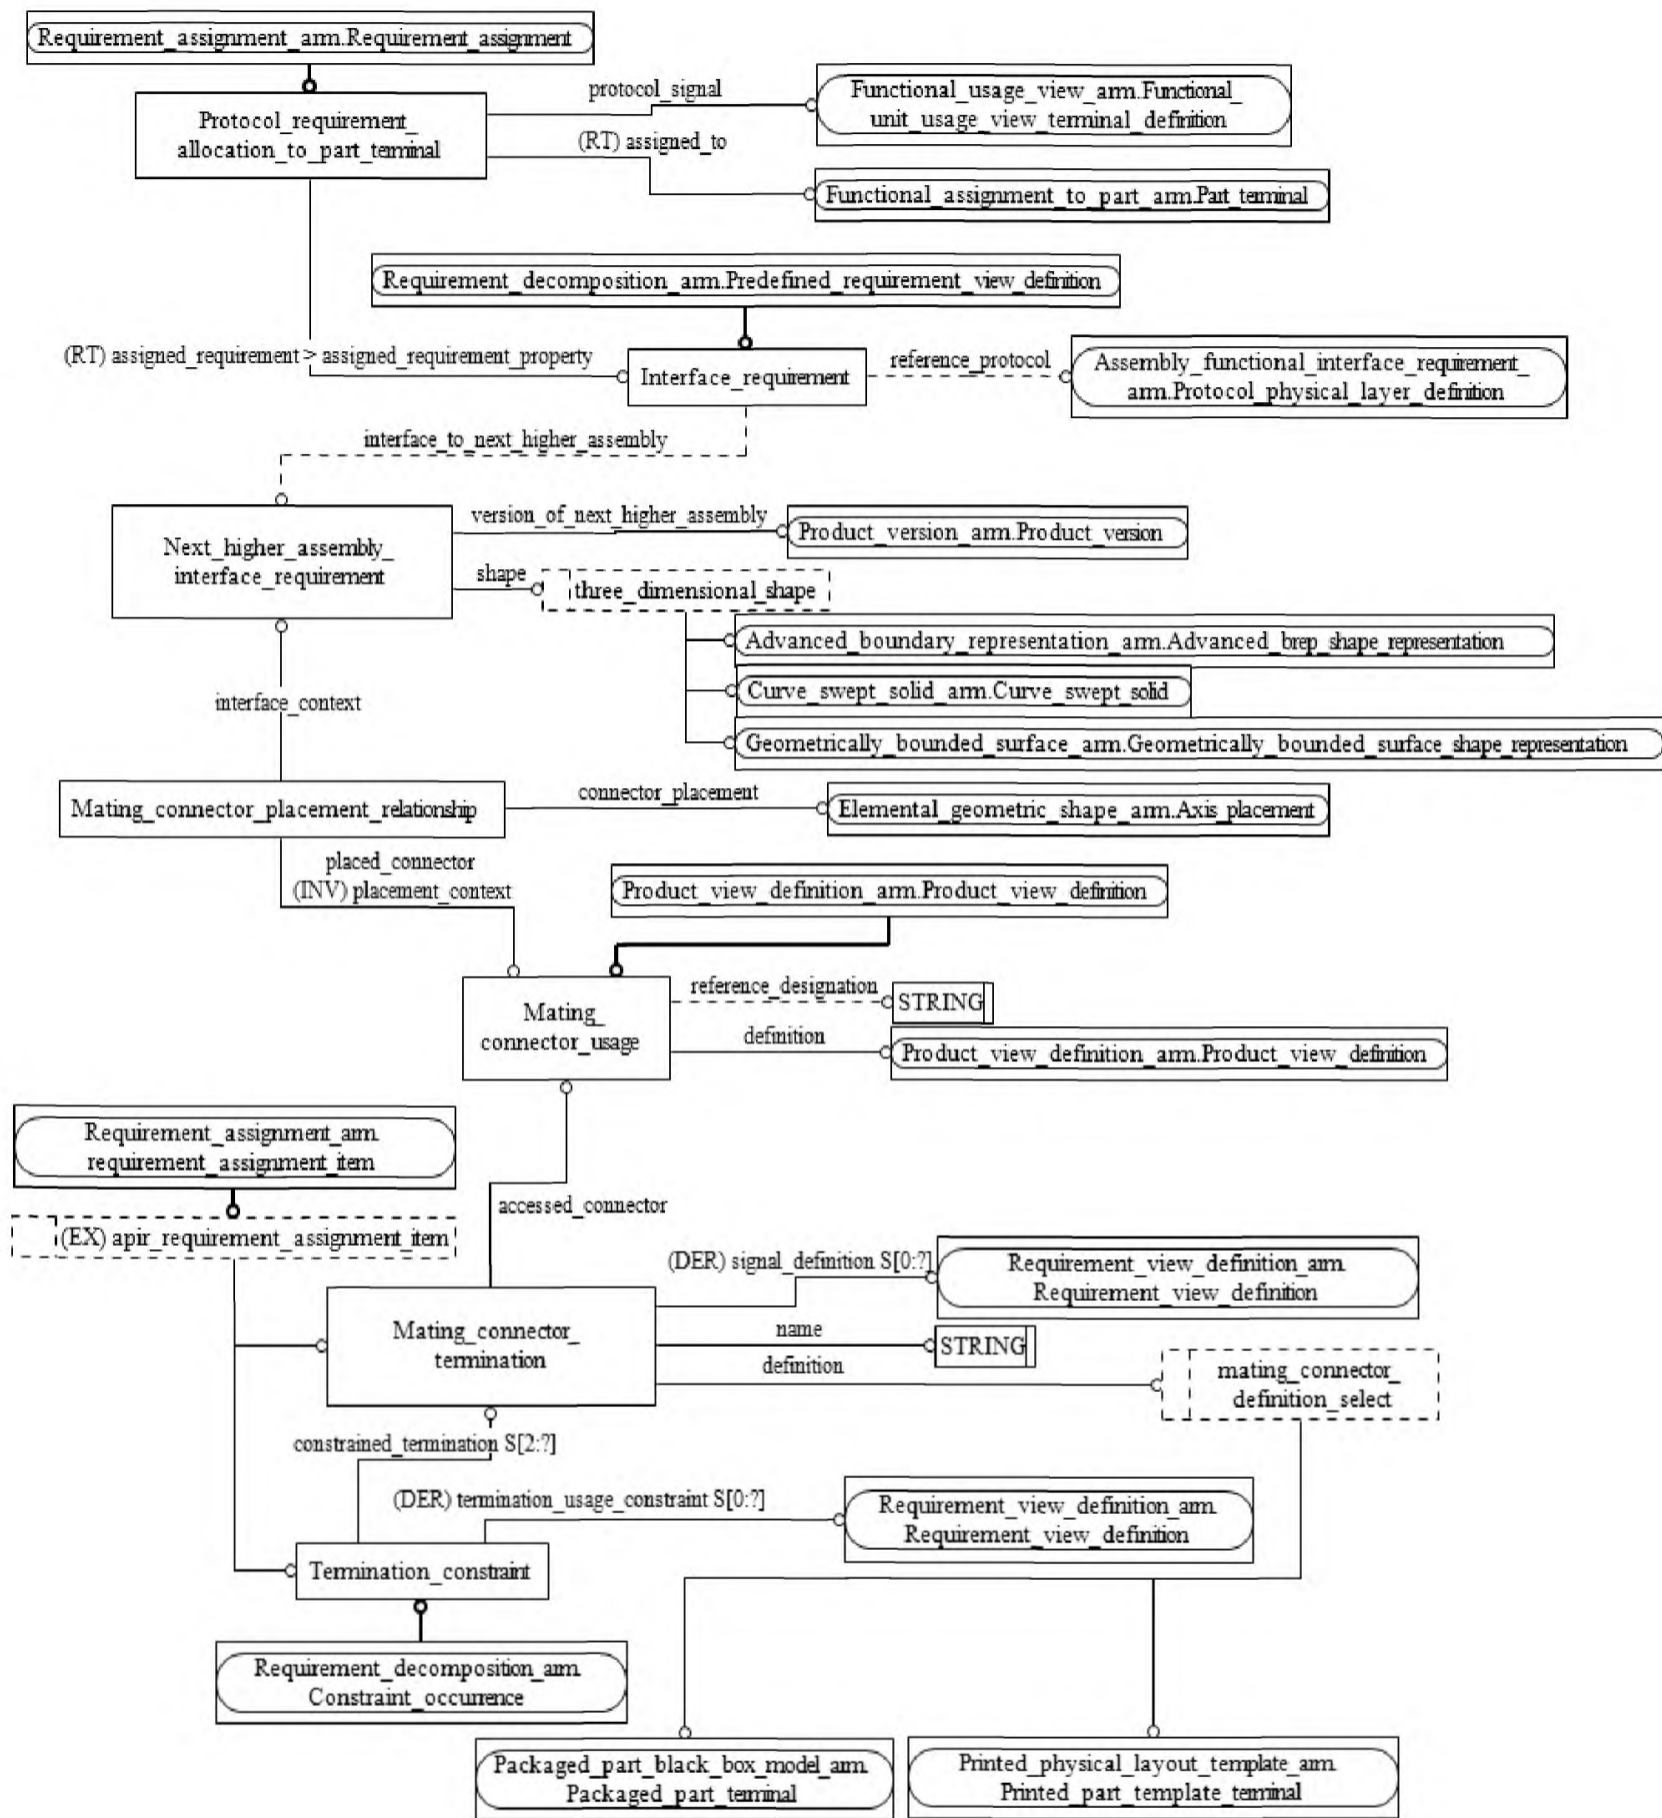 Requirement_assignment_arm.Requirement_assignment
protocol_signal
Functional_usage_view_arm.Functional_
unit_usage_view_terminal_definition
Protocol_requirement_
allocation_to_part_terminal
(RT) assigned_to
Functional_assignment_to_part_arm.Part_terminal
Requirement_decomposition_arm.Predefined_requirement_view_definition
(RT) assigned_requirement > assigned_requirement_property
Interface_requirement
reference_protocol
Assembly_functional_interface_requirement_
arm.Protocol_physical_layer_definition
interface_to_next_higher_assembly
Next_higher_assembly_
interface_requirement
version_of_next_higher_assembly
Product_version_arm.Product_version
shape
three_dimensional_shape
Advanced_boundary_representation_arm.Advanced_brep_shape_representation
Curve_swept_solid_arm.Curve_swept_solid
interface_context
Geometrically_bounded_surface_arm.Geometrically_bounded_surface_shape_representation
Mating_connector_placement_relationship
connector_placement
Elemental_geometric_shape_arm.Axis_placement
placed_connector
(INV) placement_context
Product_view_definition_arm.Product_view_definition
Mating_
connector_usage
reference_designation
STRING
definition
Product_view_definition_arm.Product_view_definition
Requirement_assignment_arm.
requirement_assignment_item
accessed_connector
(EX) apir_requirement_assignment_item
(DER) signal_definition S[0:?]
Requirement_view_definition_arm.
Requirement_view_definition
Mating_connector_
termination
name
STRING
definition
mating_connector_
definition_select
constrained_termination S[2:?]
(DER) termination_usage_constraint S[0:?]
Requirement_view_definition_arm.
Requirement_view_definition
Termination_constraint
Requirement_decomposition_arm.
Constraint_occurrence
Packaged_part_black_box_model_arm.
Packaged_part_terminal
Printed_physical_layout_template_arm.
Printed_part_template_terminal